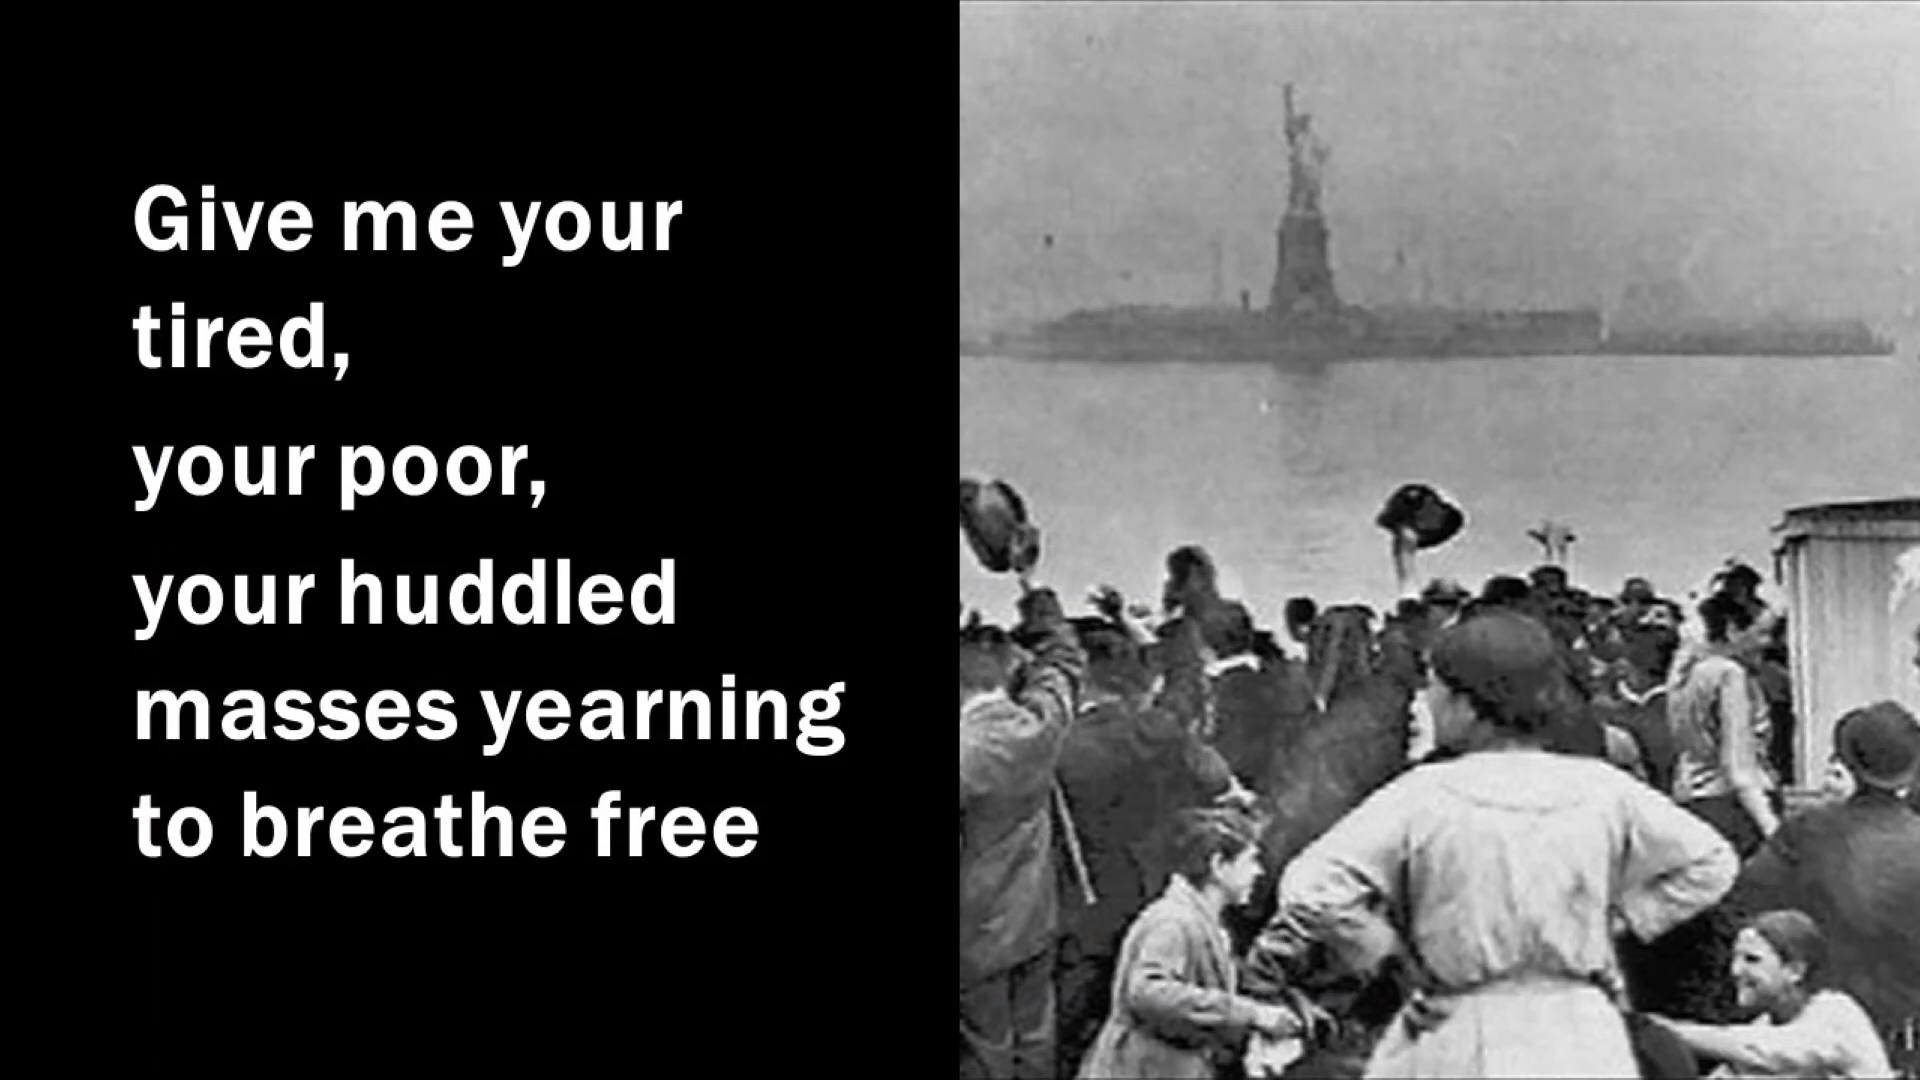 Give me your
tired,
your poor,
your huddled
masses yearning
to breathe free